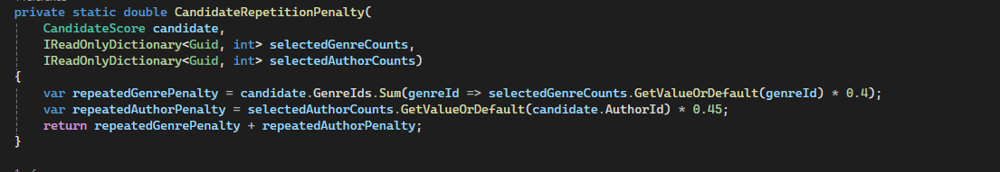 private static double CandidateRepetitionPenalty(
    CandidateScore candidate,
    IReadOnlyDictionary<Guid, int> selectedGenreCounts,
    IReadOnlyDictionary<Guid, int> selectedAuthorCounts)
{
    var repeatedGenrePenalty = candidate.GenreIds.Sum(genreId => selectedGenreCounts.GetValueOrDefault(genreId) * 0.4);
    var repeatedAuthorPenalty = selectedAuthorCounts.GetValueOrDefault(candidate.AuthorId) * 0.45;
    return repeatedGenrePenalty + repeatedAuthorPenalty;
}